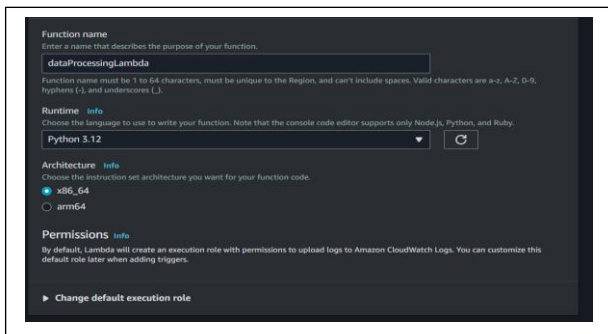 Function name
Enter a name that describes the purpose of your function.
dataProcessingLambda
Function name must be 1 to 64 characters, must be unique to the Region, and can't include spaces. Valid characters are a-z, A-Z, 0-9,
hyphens (-), and underscores (_).
Runtime Info
Choose the language to use to write your function. Note that the console code editor supports only Node.js, Python, and Ruby.
Python 3.12
Architecture Info
Choose the instruction set architecture you want for your function code.
x86_64
arm64
Permissions Info
By default, Lambda will create an execution role with permissions to upload logs to Amazon CloudWatch Logs. You can customize this
default role later when adding triggers.
Change default execution role